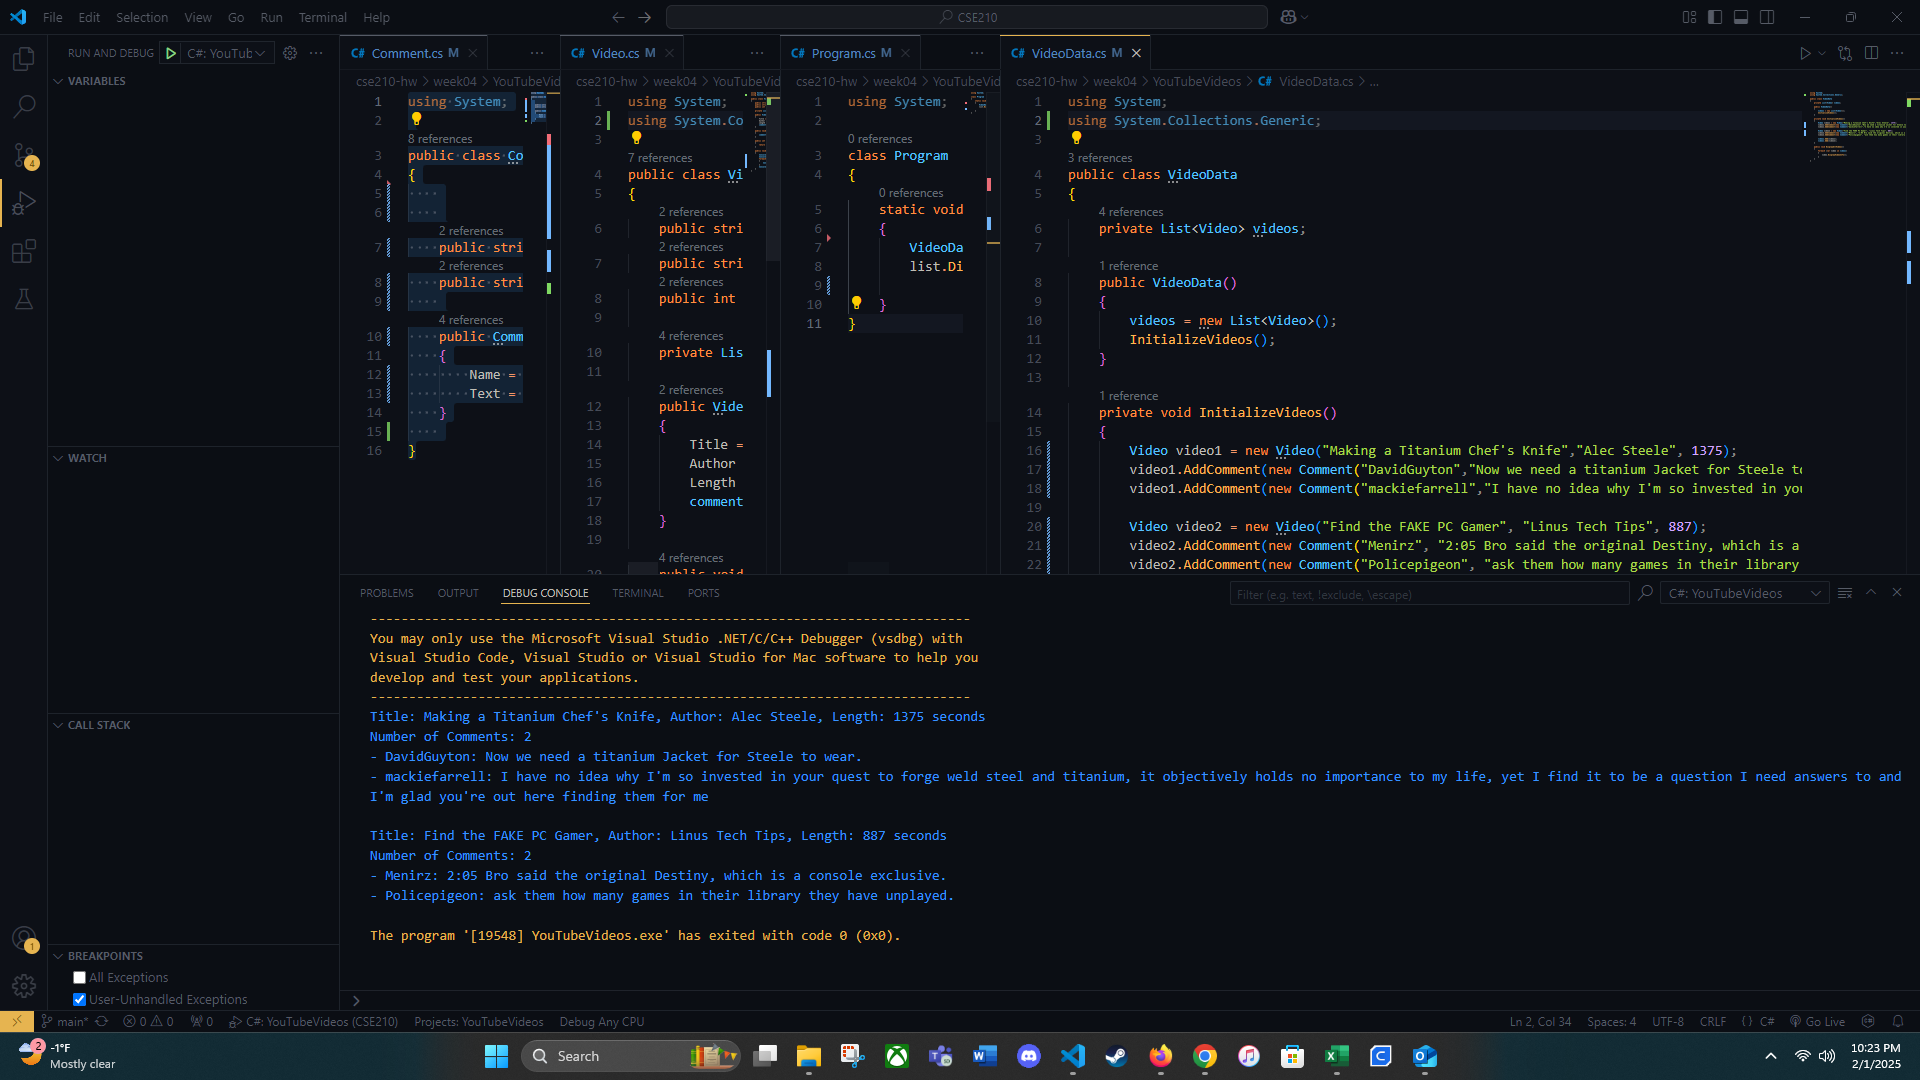 File Edit Selection View Go Run Terminal Help
CSE210
RUN AND DEBUG C#: YouTub
VARIABLES
WATCH
CALL STACK
BREAKPOINTS
All Exceptions
User-Unhandled Exceptions
4
1
C# Comment.cs M
cse210-hw > week04 > YouTubeVid
1 using System;
2
8 references
3 public class Co
4 {
5
6
2 references
7 public stri
2 references
8 public stri
9
4 references
10 public Comm
11 {
12 Name =
13 Text =
14 }
15
16 }
C# Video.cs M
cse210-hw > week04 > YouTubeVid
1 using System;
2 using System.Co
3
7 references
4 public class Vi
5 {
2 references
6 public stri
2 references
7 public stri
2 references
8 public int
9
4 references
10 private Lis
11
2 references
12 public Vide
13 {
14 Title =
15 Author
16 Length
17 comment
18 }
19
4 references
20 public void
C# Program.cs M
cse210-hw > week04 > YouTubeVid
1 using System;
2
0 references
3 class Program
4 {
0 references
5 static void
6 {
7 VideoDa
8 list.Di
9
10 }
11 }
C# VideoData.cs M
cse210-hw > week04 > YouTubeVideos > C# VideoData.cs > ...
1 using System;
2 using System.Collections.Generic;
3
3 references
4 public class VideoData
5 {
4 references
6 private List<Video> videos;
7
1 reference
8 public VideoData()
9 {
10 videos = new List<Video>();
11 InitializeVideos();
12 }
13
1 reference
14 private void InitializeVideos()
15 {
16 Video video1 = new Video("Making a Titanium Chef's Knife","Alec Steele", 1375);
17 video1.AddComment(new Comment("DavidGuyton","Now we need a titanium Jacket for Steele to
18 video1.AddComment(new Comment("mackiefarrell","I have no idea why I'm so invested in you
19
20 Video video2 = new Video("Find the FAKE PC Gamer", "Linus Tech Tips", 887);
21 video2.AddComment(new Comment("Menirz", "2:05 Bro said the original Destiny, which is a
22 video2.AddComment(new Comment("Policepigeon", "ask them how many games in their library
PROBLEMS OUTPUT DEBUG CONSOLE TERMINAL PORTS
Filter (e.g. text, !exclude, \escape)
C#: YouTubeVideos
------------------------------------------------------------------------------
You may only use the Microsoft Visual Studio .NET/C/C++ Debugger (vsdbg) with
Visual Studio Code, Visual Studio or Visual Studio for Mac software to help you
develop and test your applications.
------------------------------------------------------------------------------
Title: Making a Titanium Chef's Knife, Author: Alec Steele, Length: 1375 seconds
Number of Comments: 2
- DavidGuyton: Now we need a titanium Jacket for Steele to wear.
- mackiefarrell: I have no idea why I'm so invested in your quest to forge weld steel and titanium, it objectively holds no importance to my life, yet I find it to be a question I need answers to and
I'm glad you're out here finding them for me
Title: Find the FAKE PC Gamer, Author: Linus Tech Tips, Length: 887 seconds
Number of Comments: 2
- Menirz: 2:05 Bro said the original Destiny, which is a console exclusive.
- Policepigeon: ask them how many games in their library they have unplayed.
The program '[19548] YouTubeVideos.exe' has exited with code 0 (0x0).
main* 0 0 0 C#: YouTubeVideos (CSE210) Projects: YouTubeVideos Debug Any CPU
Ln 2, Col 34 Spaces: 4 UTF-8 CRLF {} C# Go Live
2
-1°F
Mostly clear
Search
10:23 PM
2/1/2025